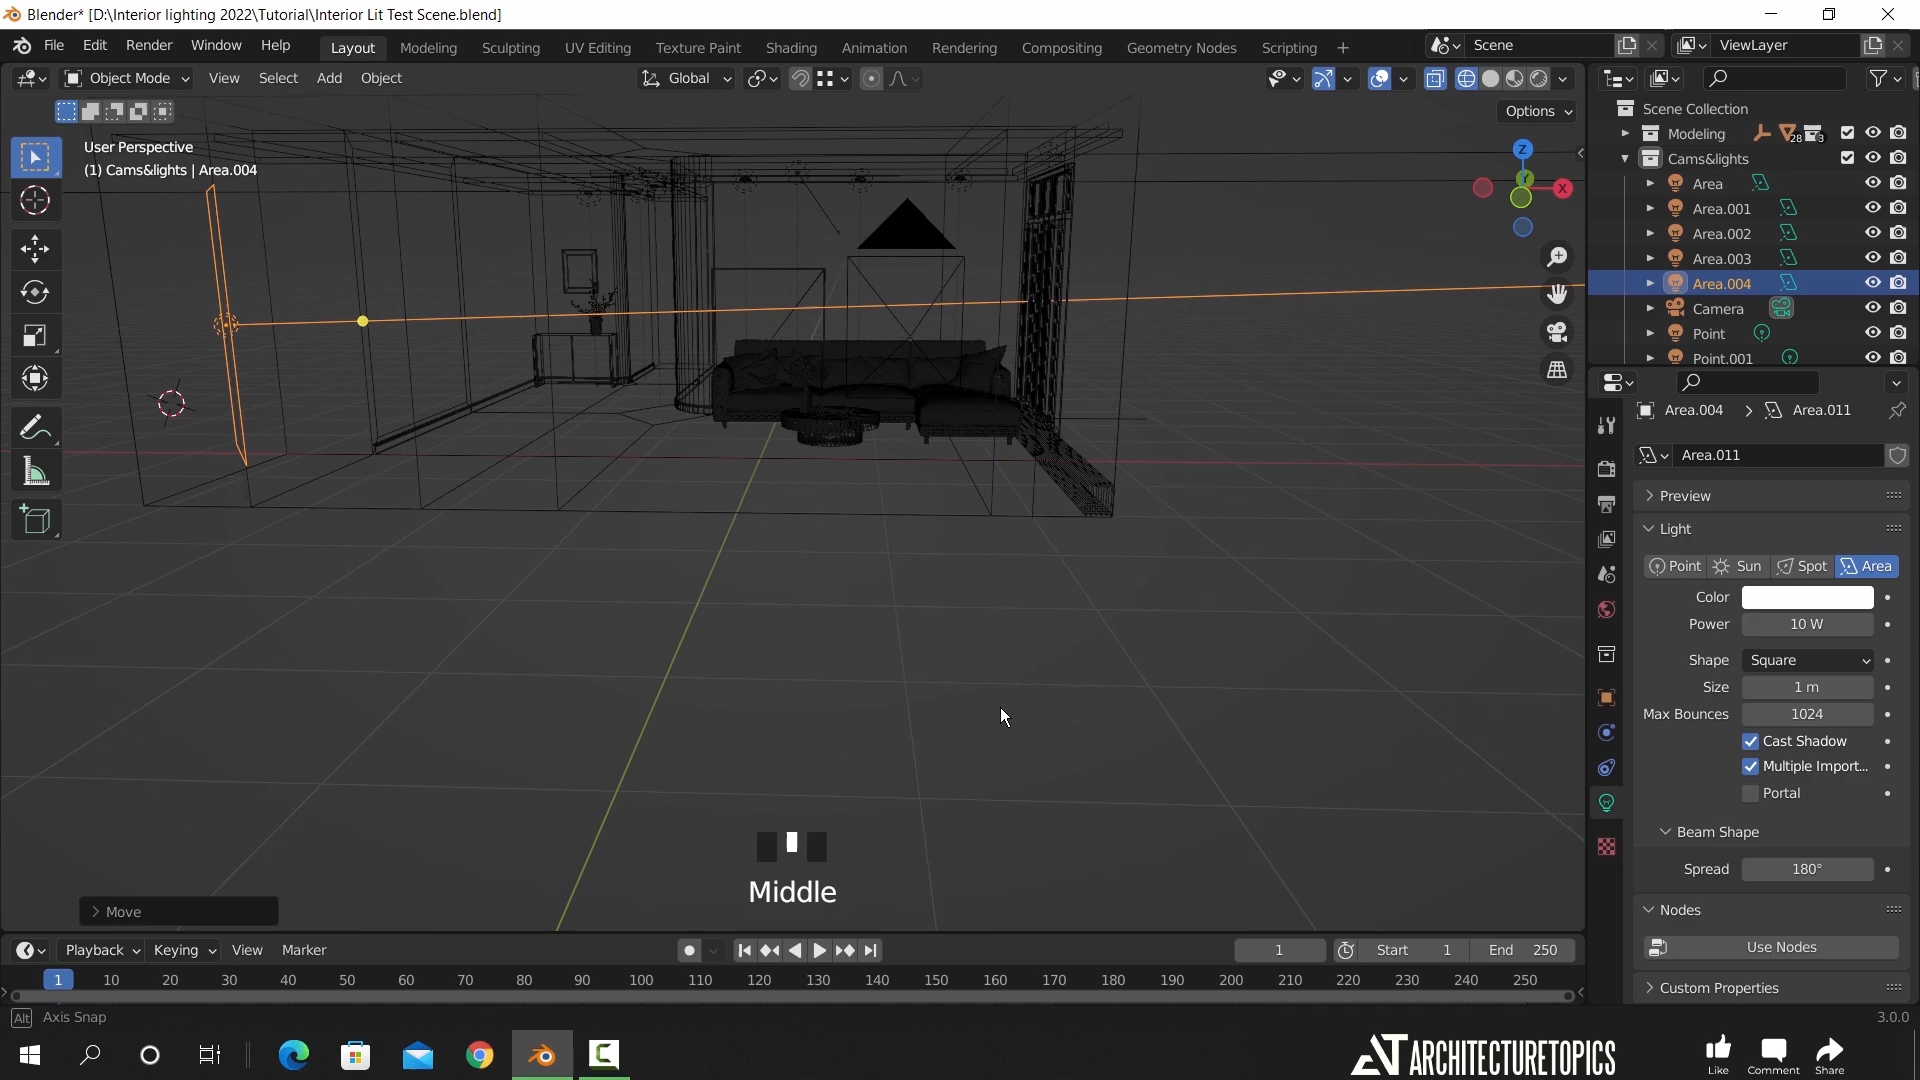 Blender* [D:\Interior lighting 2022\Tutorial\Interior Lit Test Scene.blend]
File Edit Render Window Help
Layout Modeling Sculpting UV Editing Texture Paint Shading Animation Rendering Compositing Geometry Nodes Scripting
Scene
ViewLayer
Object Mode View Select Add Object
Global
Options
User Perspective
(1) Cams&lights | Area.004
Z
X
Move
Middle
Scene Collection
Modeling
28
3
Cams&lights
Area
Area.001
Area.002
Area.003
Area.004
Camera
Point
Point.001
Area.004
Area.011
Area.011
Preview
Light
Point Sun Spot Area
Color
Power 10 W
Shape Square
Size 1 m
Max Bounces 1024
Cast Shadow
Multiple Import...
Portal
Beam Shape
Spread 180°
Nodes
Use Nodes
Custom Properties
Playback Keying View Marker
1
Start 1
End 250
1 10 20 30 40 50 60 70 80 90 100 110 120 130 140 150 160 170 180 190 200 210 220 230 240 250
Alt Axis Snap
3.0.0
ARCHITECTURETOPICS
Like
Comment
Share